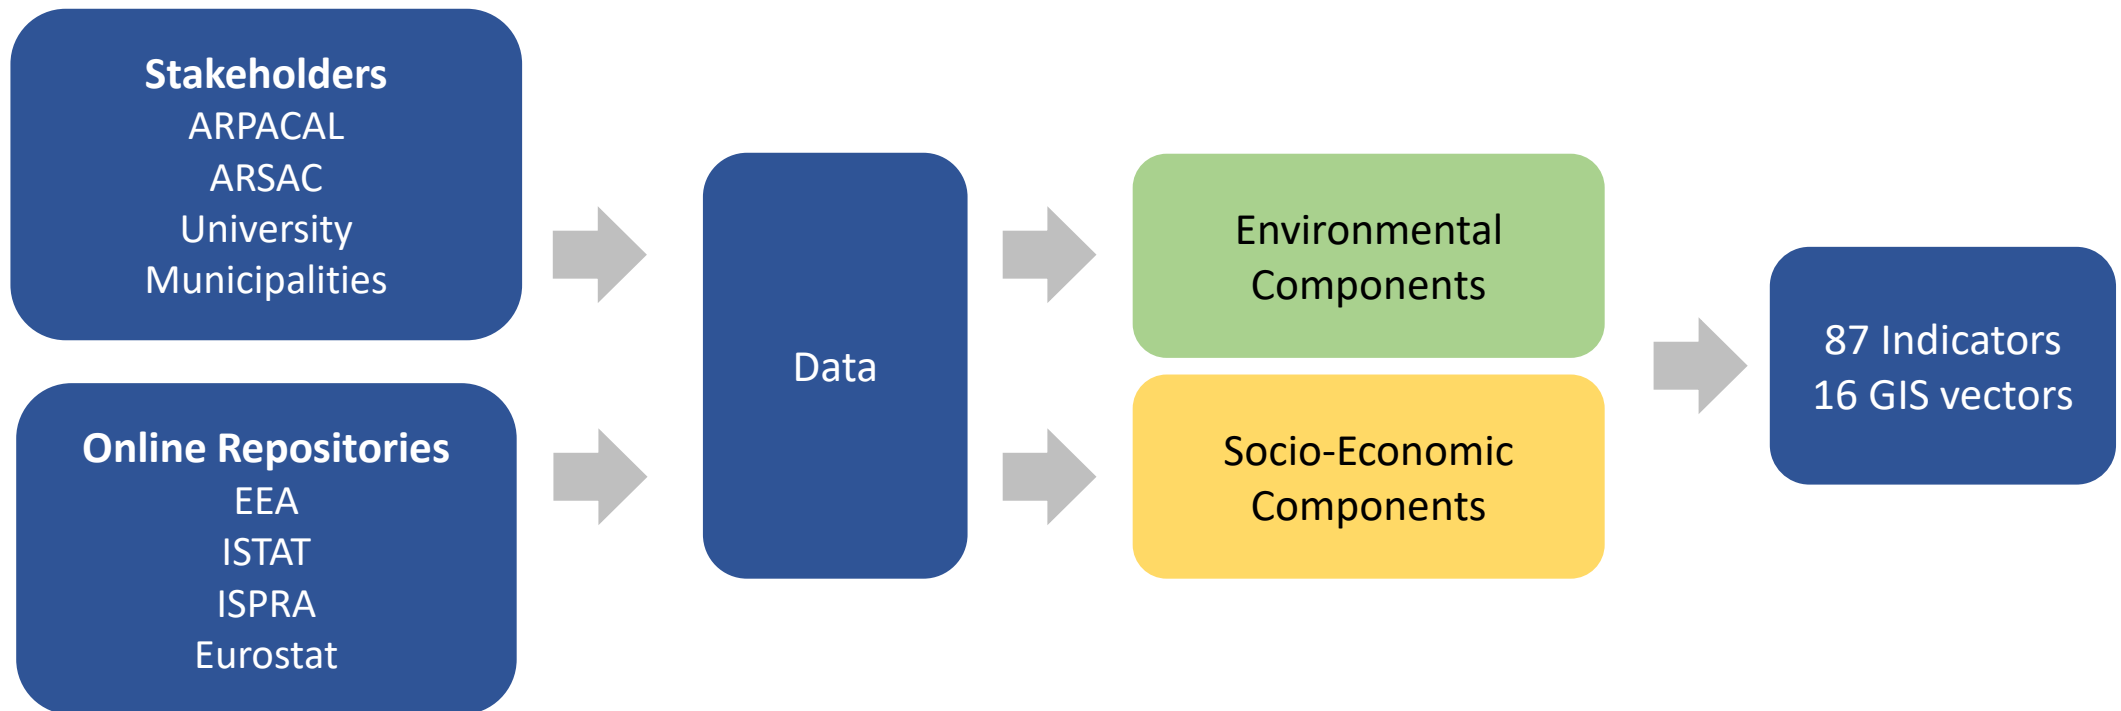 Stakeholders
ARPACAL
ARSAC
University
Municipalities
Online Repositories
EEA
ISTAT
ISPRA
Eurostat
Data
Environmental
Components
Socio-Economic
Components
87 Indicators
16 GIS vectors